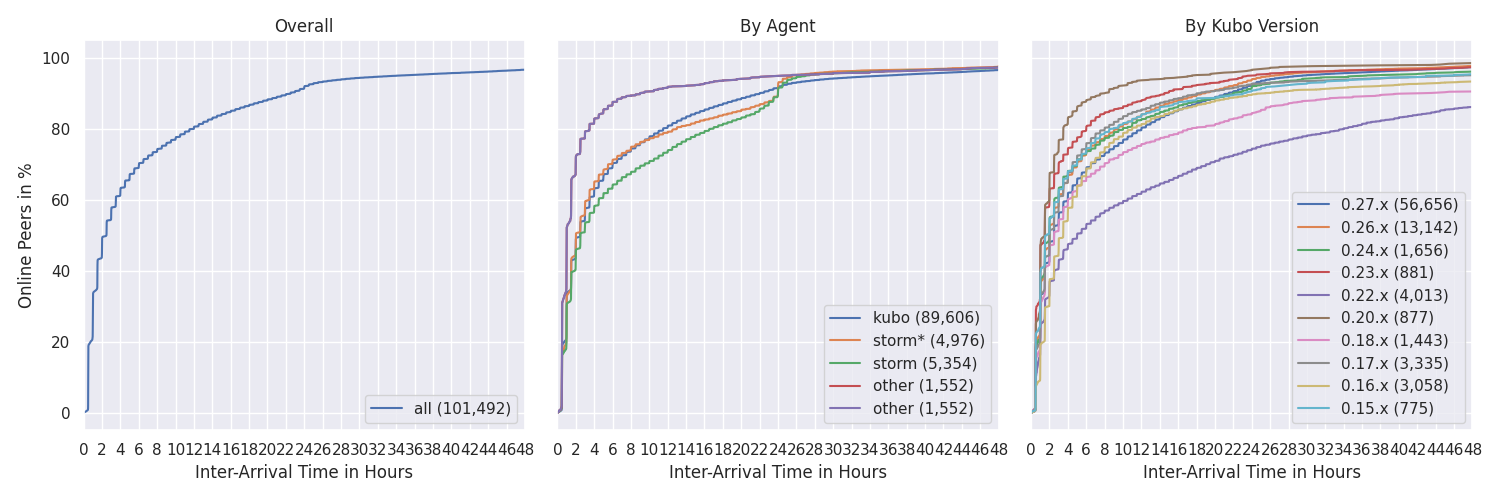 Overall
By Agent
By Kubo Version
Online Peers in %
100
80
60
40
20
0
all (101,492)
kubo (89,606)
storm* (4,976)
storm (5,354)
other (1,552)
other (1,552)
0.27.x (56,656)
0.26.x (13,142)
0.24.x (1,656)
0.23.x (881)
0.22.x (4,013)
0.20.x (877)
0.18.x (1,443)
0.17.x (3,335)
0.16.x (3,058)
0.15.x (775)
0 2 4 6 8 10 12 14 16 18 20 22 24 26 28 30 32 34 36 38 40 42 44 46 48
0 2 4 6 8 10 12 14 16 18 20 22 24 26 28 30 32 34 36 38 40 42 44 46 48
0 2 4 6 8 10 12 14 16 18 20 22 24 26 28 30 32 34 36 38 40 42 44 46 48
Inter-Arrival Time in Hours
Inter-Arrival Time in Hours
Inter-Arrival Time in Hours